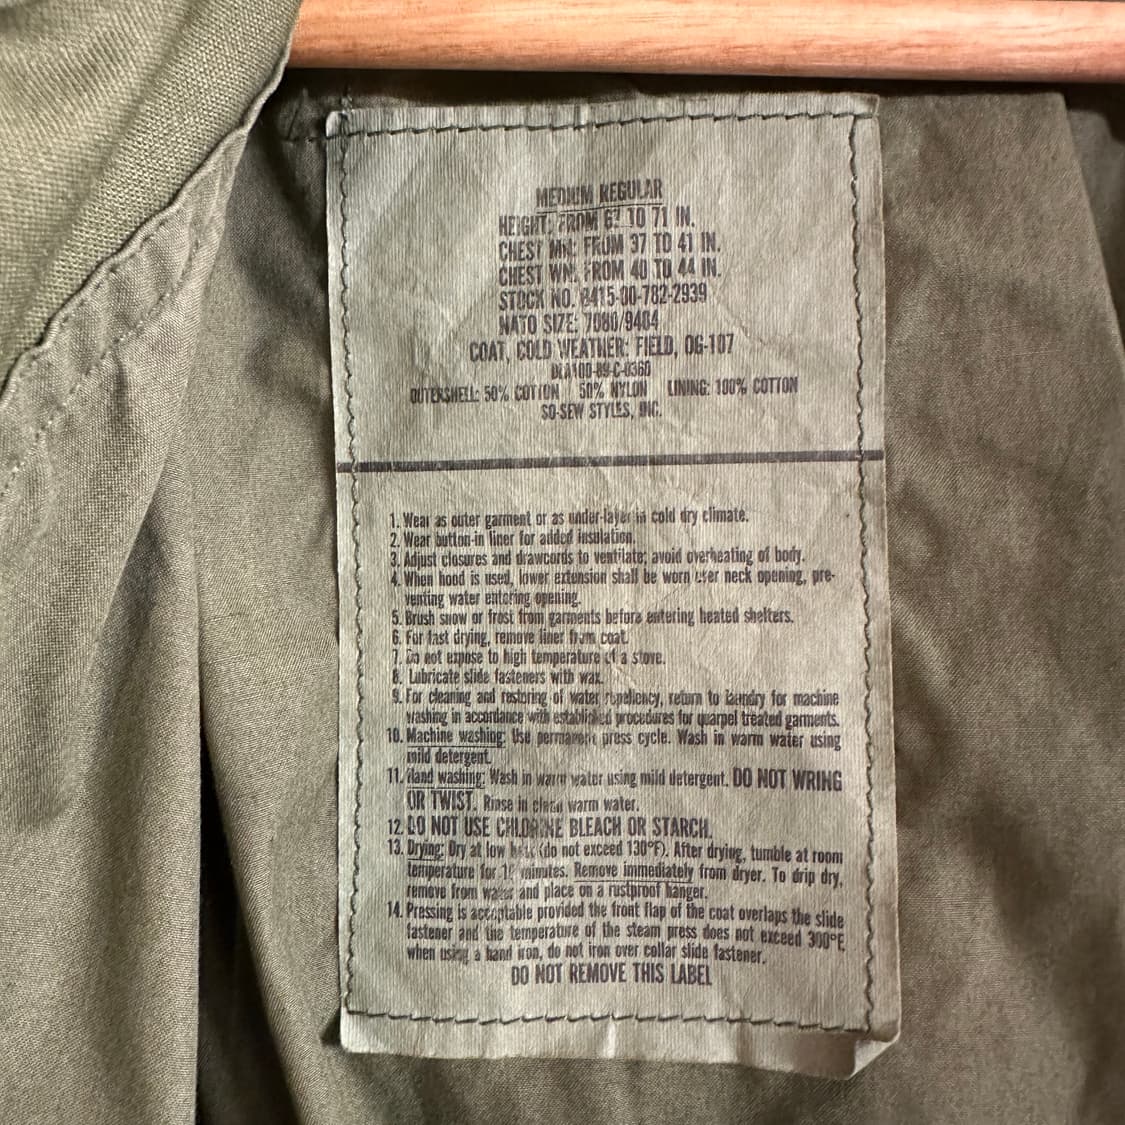 MEDIUM REGULAR
HEIGHT: FROM 67 TO 71 IN.
CHEST MN: FROM 37 TO 41 IN.
CHEST WN: FROM 40 TO 44 IN.
STOCK NO. 8415-00-782-2939
NATO SIZE: 7080/9404
COAT, COLD WEATHER: FIELD, OG-107
DLA100-89-C-0360
OUTERSHELL: 50% COTTON 50% NYLON LINING: 100% COTTON
SO-SEW STYLES, INC.
1. Wear as outer garment or as under-layer in cold dry climate.
2. Wear button-in liner for added insulation.
3. Adjust closures and drawcords to ventilate; avoid overheating of body.
4. When hood is used, lower extension shall be worn over neck opening, pre-
venting water entering opening.
5. Brush snow or frost from garments before entering heated shelters.
6. For fast drying, remove liner from coat.
7. Do not expose to high temperature of a stove.
8. Lubricate slide fasteners with wax.
9. For cleaning and restoring of water repellency, return to laundry for machine
washing in accordance with established procedures for quarpel treated garments.
10. Machine washing: Use permanent press cycle. Wash in warm water using
mild detergent.
11. Hand washing: Wash in warm water using mild detergent. DO NOT WRING
OR TWIST. Rinse in clean warm water.
12. DO NOT USE CHLORINE BLEACH OR STARCH.
13. Drying: Dry at low heat (do not exceed 130°F). After drying, tumble at room
temperature for minutes. Remove immediately from dryer. To drip dry,
remove from water and place on a rustproof hanger.
14. Pressing is acceptable provided the front flap of the coat overlaps the slide
fastener and the temperature of the steam press does not exceed 300°F.
when using a hand iron, do not iron over collar slide fastener.
DO NOT REMOVE THIS LABEL